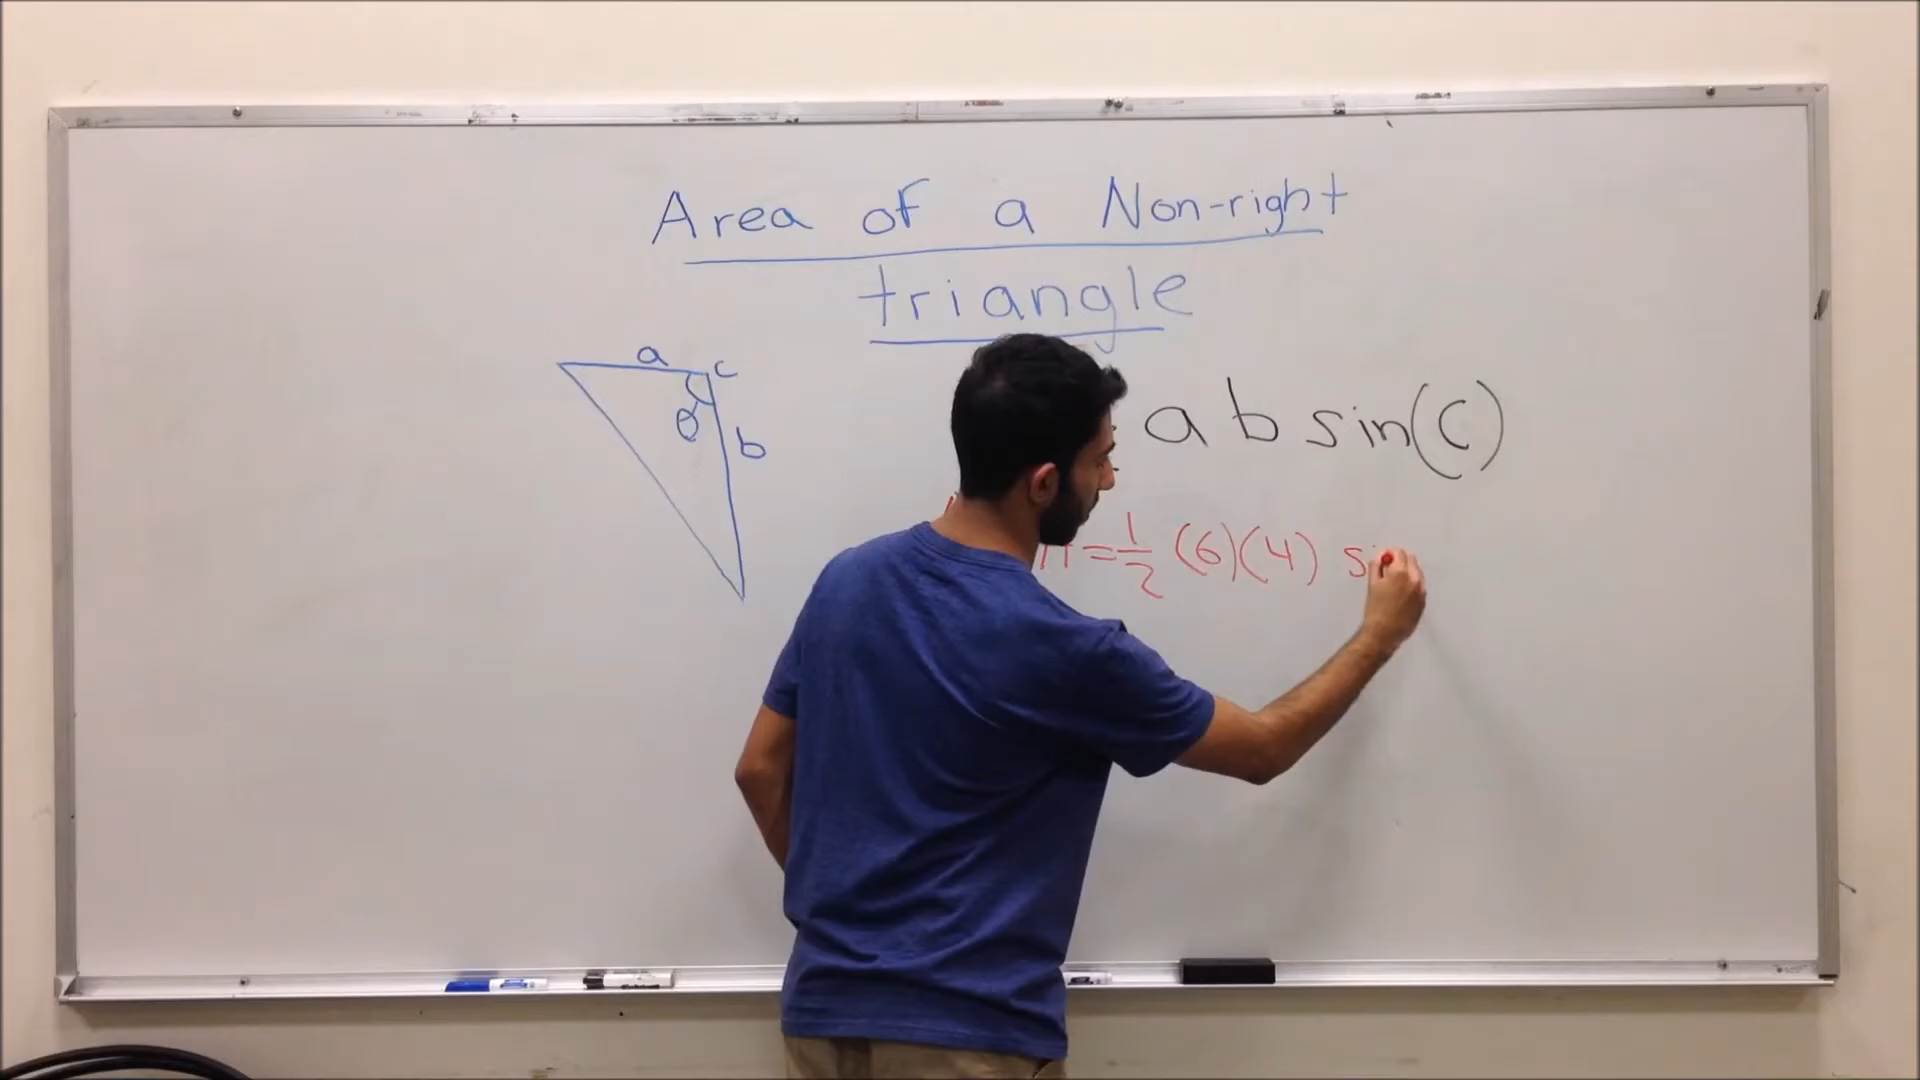 Area of a Non-right
triangle
a
c
θ
b
a b sin(c)
= 1/2 (6)(4) s